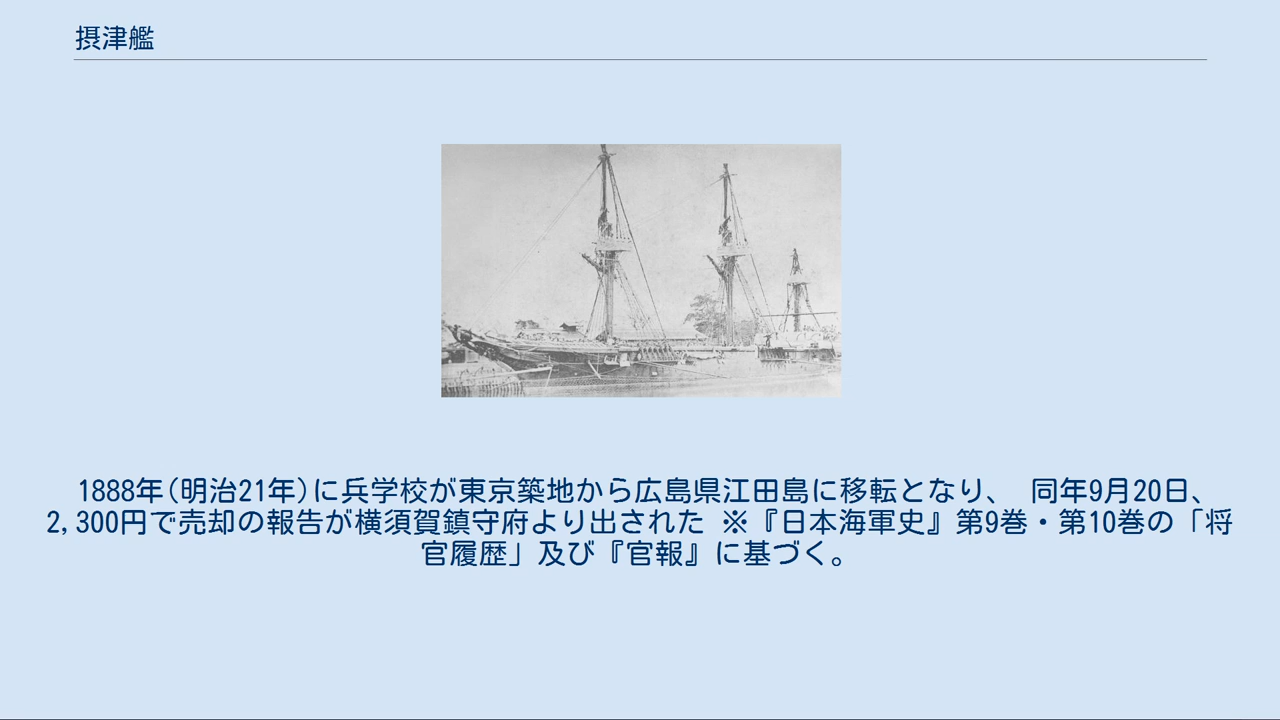 摂津艦
1888年(明治21年)に兵学校が東京築地から広島県江田島に移転となり、 同年9月20日、
2,300円で売却の報告が横須賀鎮守府より出された ※『日本海軍史』第9巻・第10巻の「将
官履歴」及び『官報』に基づく。